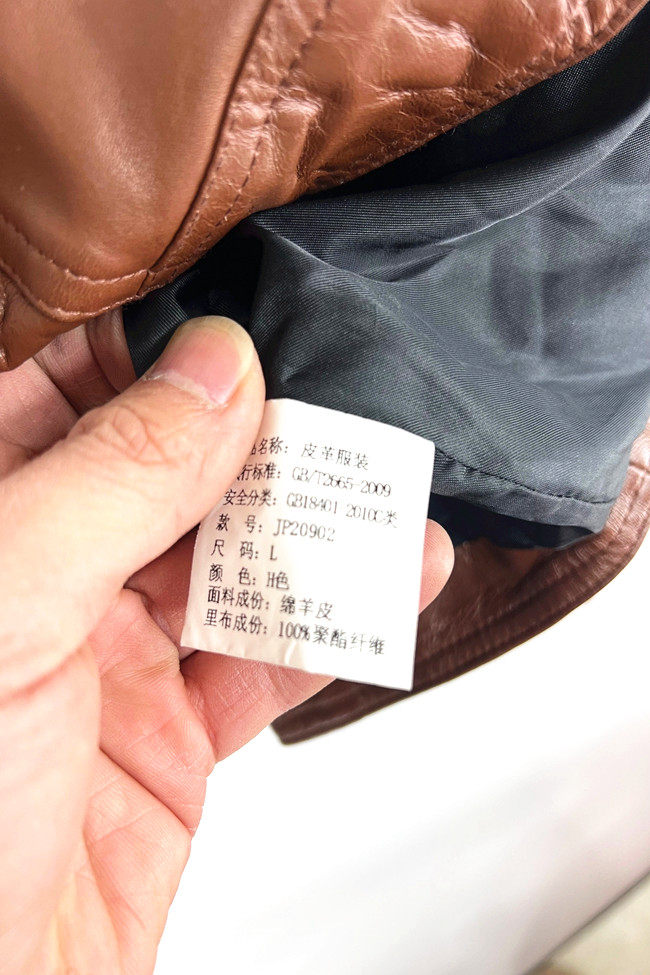 名称：皮革服装
行标准：GB/T2665-2009
安全分类：GB18401 2010C类
款 号：JP20902
尺 码：L
颜 色：H色
面料成份：绵羊皮
里布成份：100%聚酯纤维